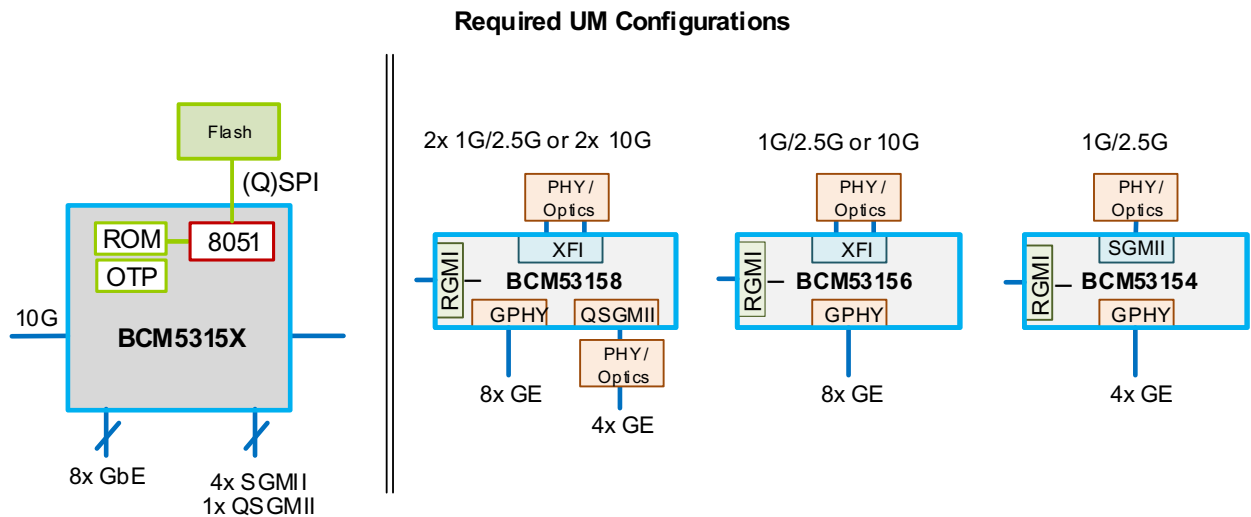 Required UM Configurations
Flash
(Q)SPI
ROM
8051
OTP
10G
BCM5315X
8x GbE
4x SGMII
1x QSGMII
2x 1G/2.5G or 2x 10G
PHY /
Optics
XFI
RGMI
BCM53158
GPHY
QSGMII
PHY /
Optics
8x GE
4x GE
1G/2.5G or 10G
PHY /
Optics
XFI
RGMI
BCM53156
GPHY
8x GE
1G/2.5G
PHY /
Optics
SGMII
RGMI
BCM53154
GPHY
4x GE